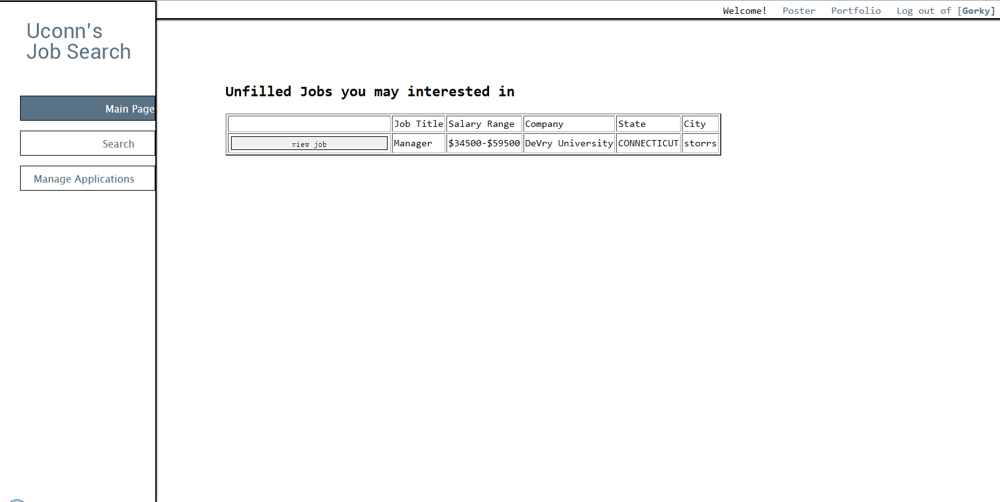 Welcome! Poster Portfolio Log out of [Gorky]
Uconn's
Job Search
Main Page
Search
Manage Applications
Unfilled Jobs you may interested in
Job Title Salary Range Company State City
view job Manager $34500-$59500 DeVry University CONNECTICUT storrs